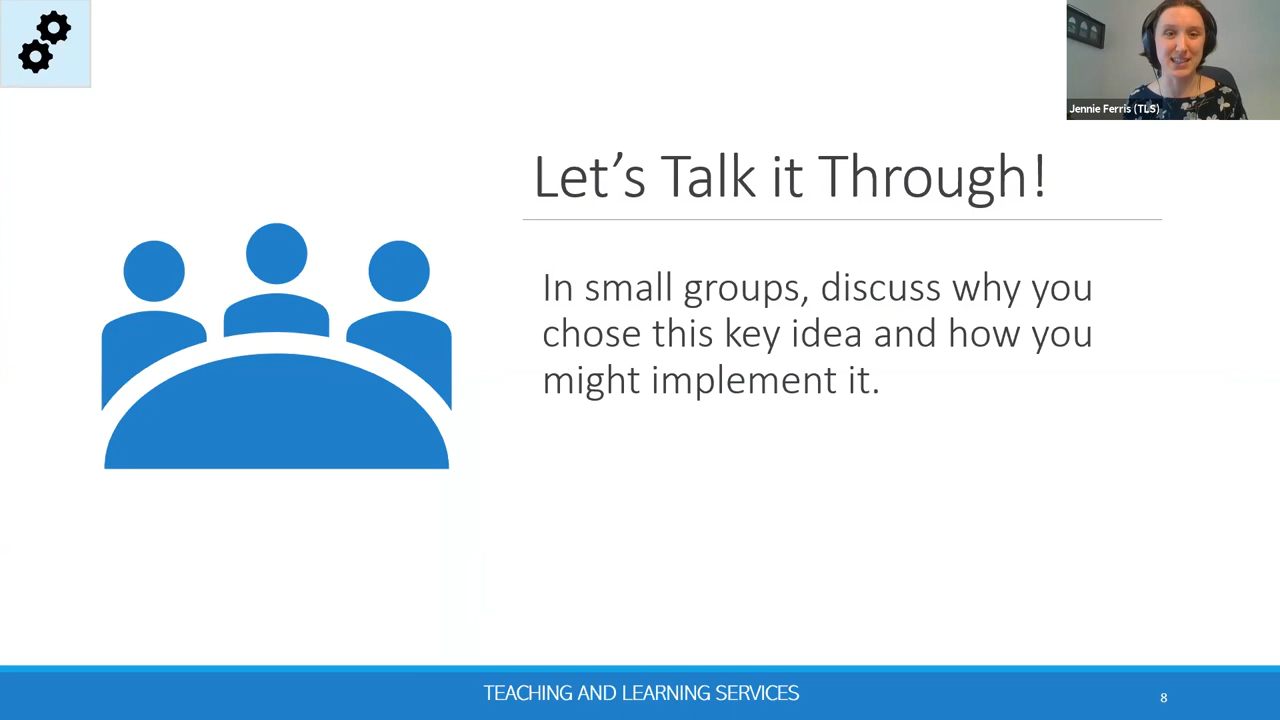 Jennie Ferris (TLS)
Let’s Talk it Through!
In small groups, discuss why you
chose this key idea and how you
might implement it.
TEACHING AND LEARNING SERVICES
8